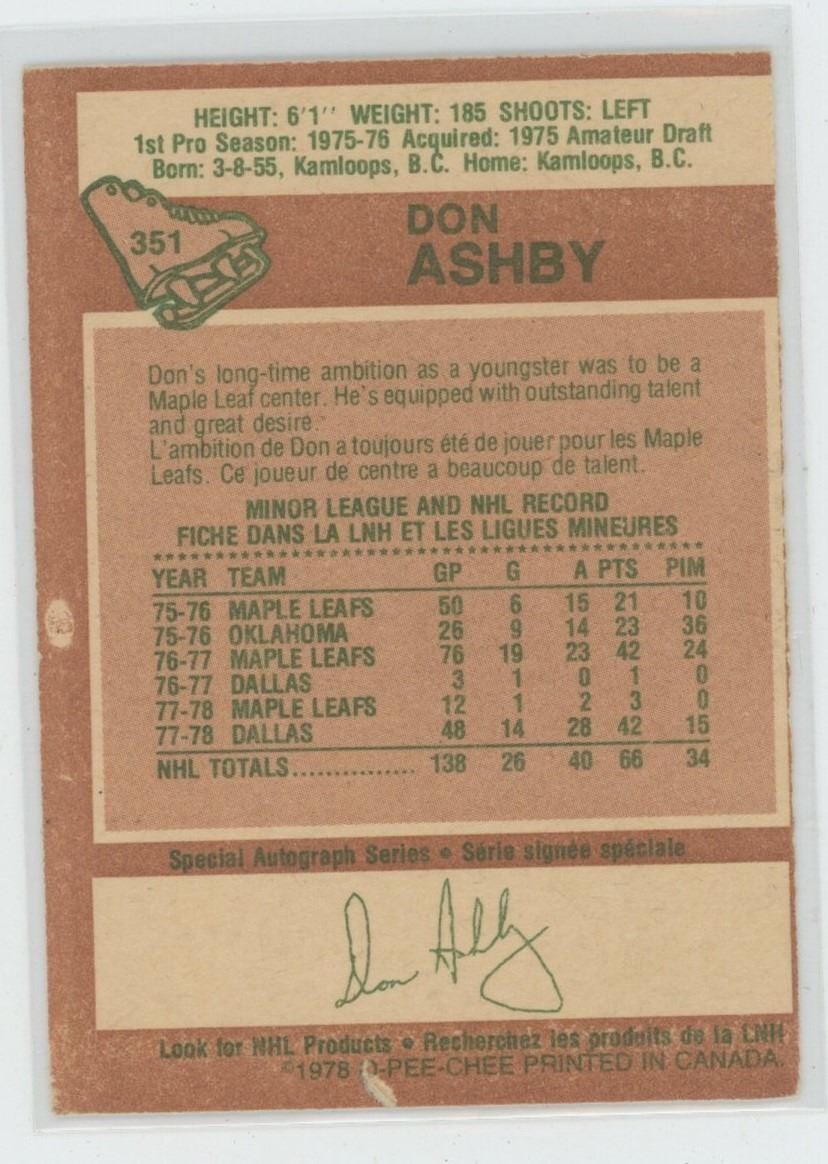 HEIGHT: 6'1'' WEIGHT: 185 SHOOTS: LEFT
1st Pro Season: 1975-76 Acquired: 1975 Amateur Draft
Born: 3-8-55, Kamloops, B.C. Home: Kamloops, B.C.
351
DON
ASHBY
Don's long-time ambition as a youngster was to be a
Maple Leaf center. He's equipped with outstanding talent
and great desire.
L'ambition de Don a toujours été de jouer pour les Maple
Leafs. Ce joueur de centre a beaucoup de talent.
MINOR LEAGUE AND NHL RECORD
FICHE DANS LA LNH ET LES LIGUES MINEURES
YEAR TEAM GP G A PTS PIM
75-76 MAPLE LEAFS 50 6 15 21 10
75-76 OKLAHOMA 26 9 14 23 36
76-77 MAPLE LEAFS 76 19 23 42 24
76-77 DALLAS 3 1 0 1 0
77-78 MAPLE LEAFS 12 1 2 3 0
77-78 DALLAS 48 14 28 42 15
NHL TOTALS............... 138 26 40 66 34
Special Autograph Series • Série signée spéciale
Don Ashby
Look for NHL Products • Recherchez les produits de la LNH
©1978 O-PEE-CHEE PRINTED IN CANADA.